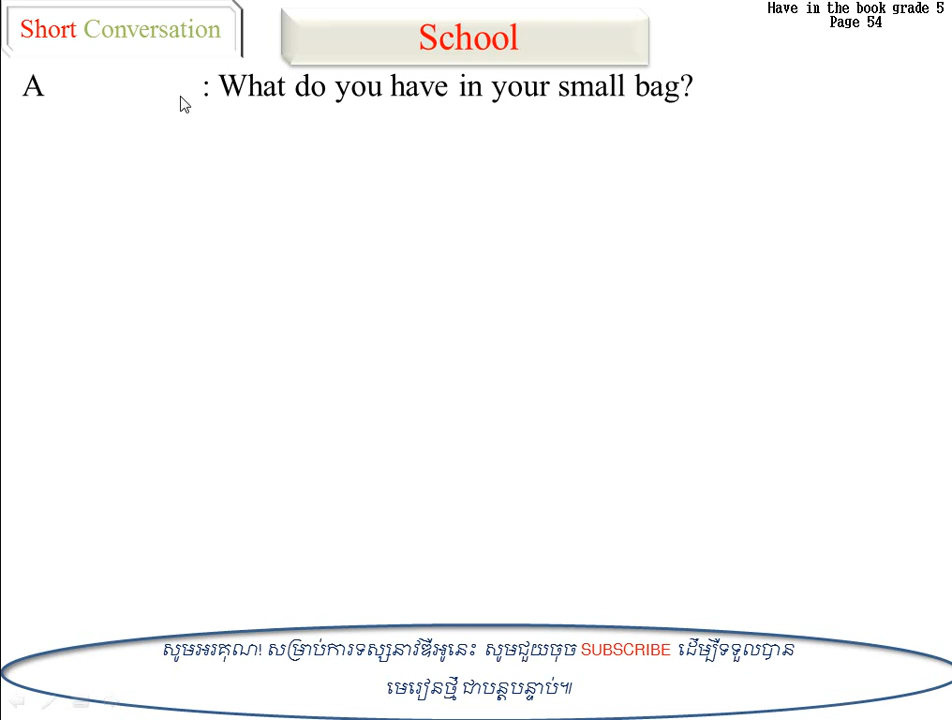 Short Conversation
School
Have in the book grade 5
Page 54
A : What do you have in your small bag?
សូមអរគុណ! សម្រាប់ការទស្សនាវីឌីអូនេះ សូមជួយចុច SUBSCRIBE ដើម្បីទទួលបាន
មេរៀនថ្មី ជាបន្តបន្ទាប់៕